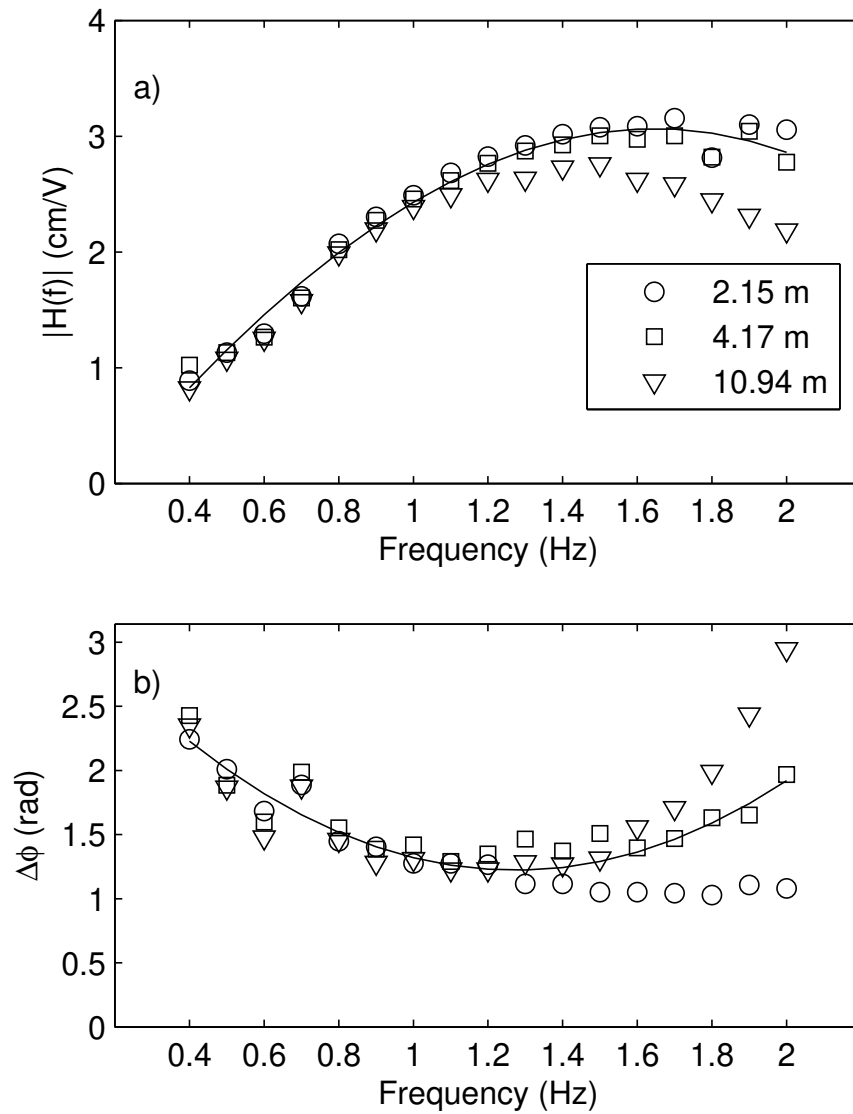 a)
4
3
2
1
0
|H(f)| (cm/V)
2.15 m
4.17 m
10.94 m
0.4 0.6 0.8 1 1.2 1.4 1.6 1.8 2
Frequency (Hz)
b)
3
2.5
2
1.5
1
0.5
0
Δϕ (rad)
0.4 0.6 0.8 1 1.2 1.4 1.6 1.8 2
Frequency (Hz)